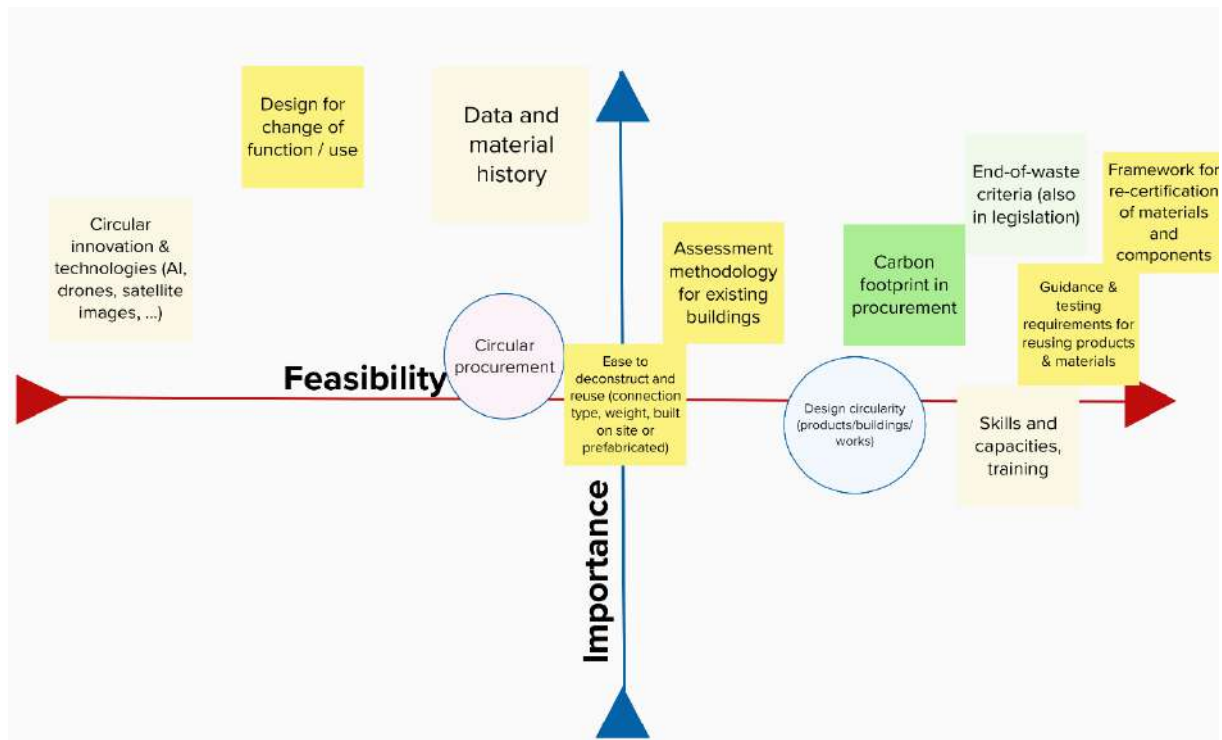 Design for
change of
function / use
Data and
material
history
Circular
innovation &
technologies (AI,
drones, satellite
images, ...)
End-of-waste
criteria (also
in legislation)
Framework for
re-certification
of materials
and
components
Assessment
methodology
for existing
buildings
Carbon
footprint in
procurement
Guidance &
testing
requirements for
reusing products
& materials
Feasibility
Circular
procurement
Ease to
deconstruct and
reuse (connection
type, weight, built
on site or
prefabricated)
Design circularity
(products/buildings/
works)
Skills and
capacities,
training
Importance